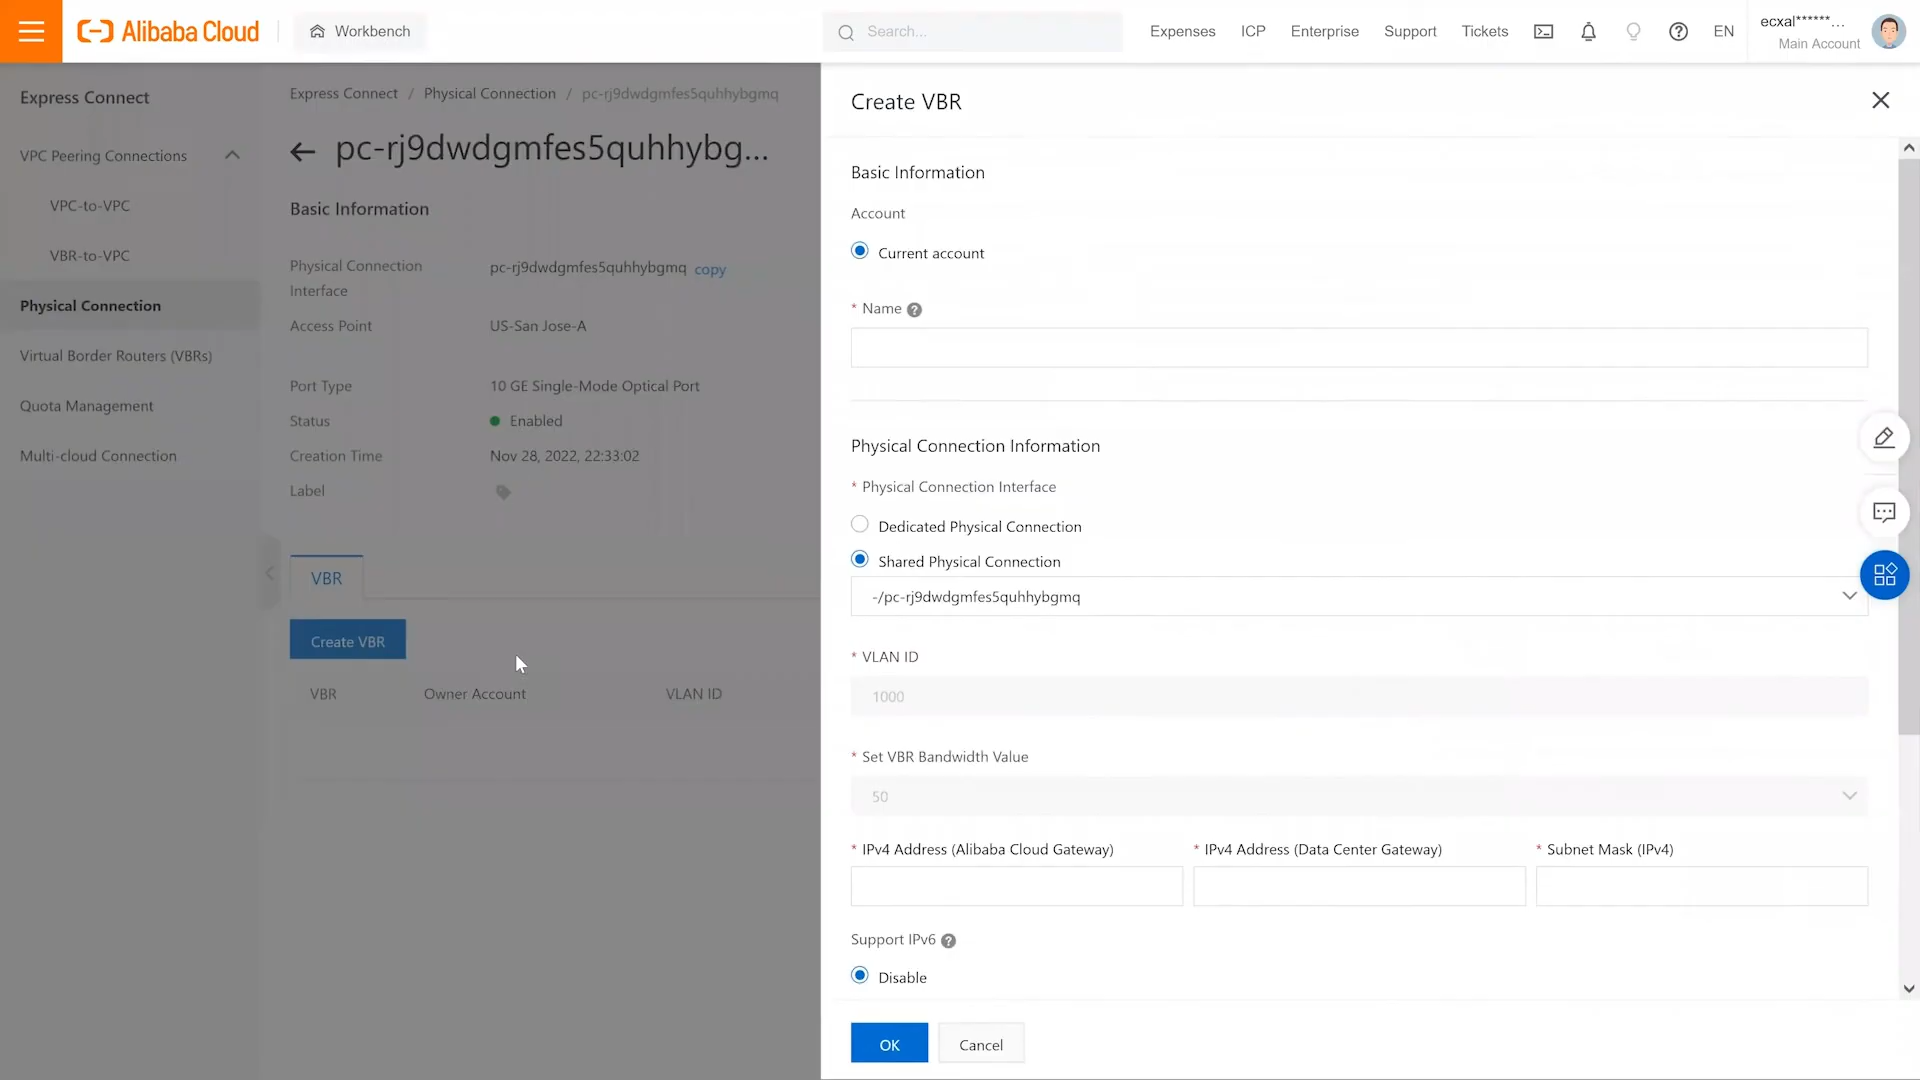 Alibaba Cloud
Workbench
Search...
Expenses
ICP
Enterprise
Support
Tickets
EN
ecxal******...
Main Account
Express Connect
VPC Peering Connections
VPC-to-VPC
VBR-to-VPC
Physical Connection
Virtual Border Routers (VBRs)
Quota Management
Multi-cloud Connection
Express Connect / Physical Connection / pc-rj9dwdgmfes5quhhybgmq
pc-rj9dwdgmfes5quhhybg...
Basic Information
Physical Connection Interface
pc-rj9dwdgmfes5quhhybgmq copy
Access Point
US-San Jose-A
Port Type
10 GE Single-Mode Optical Port
Status
Enabled
Creation Time
Nov 28, 2022, 22:33:02
Label
VBR
Create VBR
VBR
Owner Account
VLAN ID
Create VBR
Basic Information
Account
Current account
* Name
Physical Connection Information
* Physical Connection Interface
Dedicated Physical Connection
Shared Physical Connection
-/pc-rj9dwdgmfes5quhhybgmq
* VLAN ID
1000
* Set VBR Bandwidth Value
50
* IPv4 Address (Alibaba Cloud Gateway)
* IPv4 Address (Data Center Gateway)
* Subnet Mask (IPv4)
Support IPv6
Disable
OK
Cancel